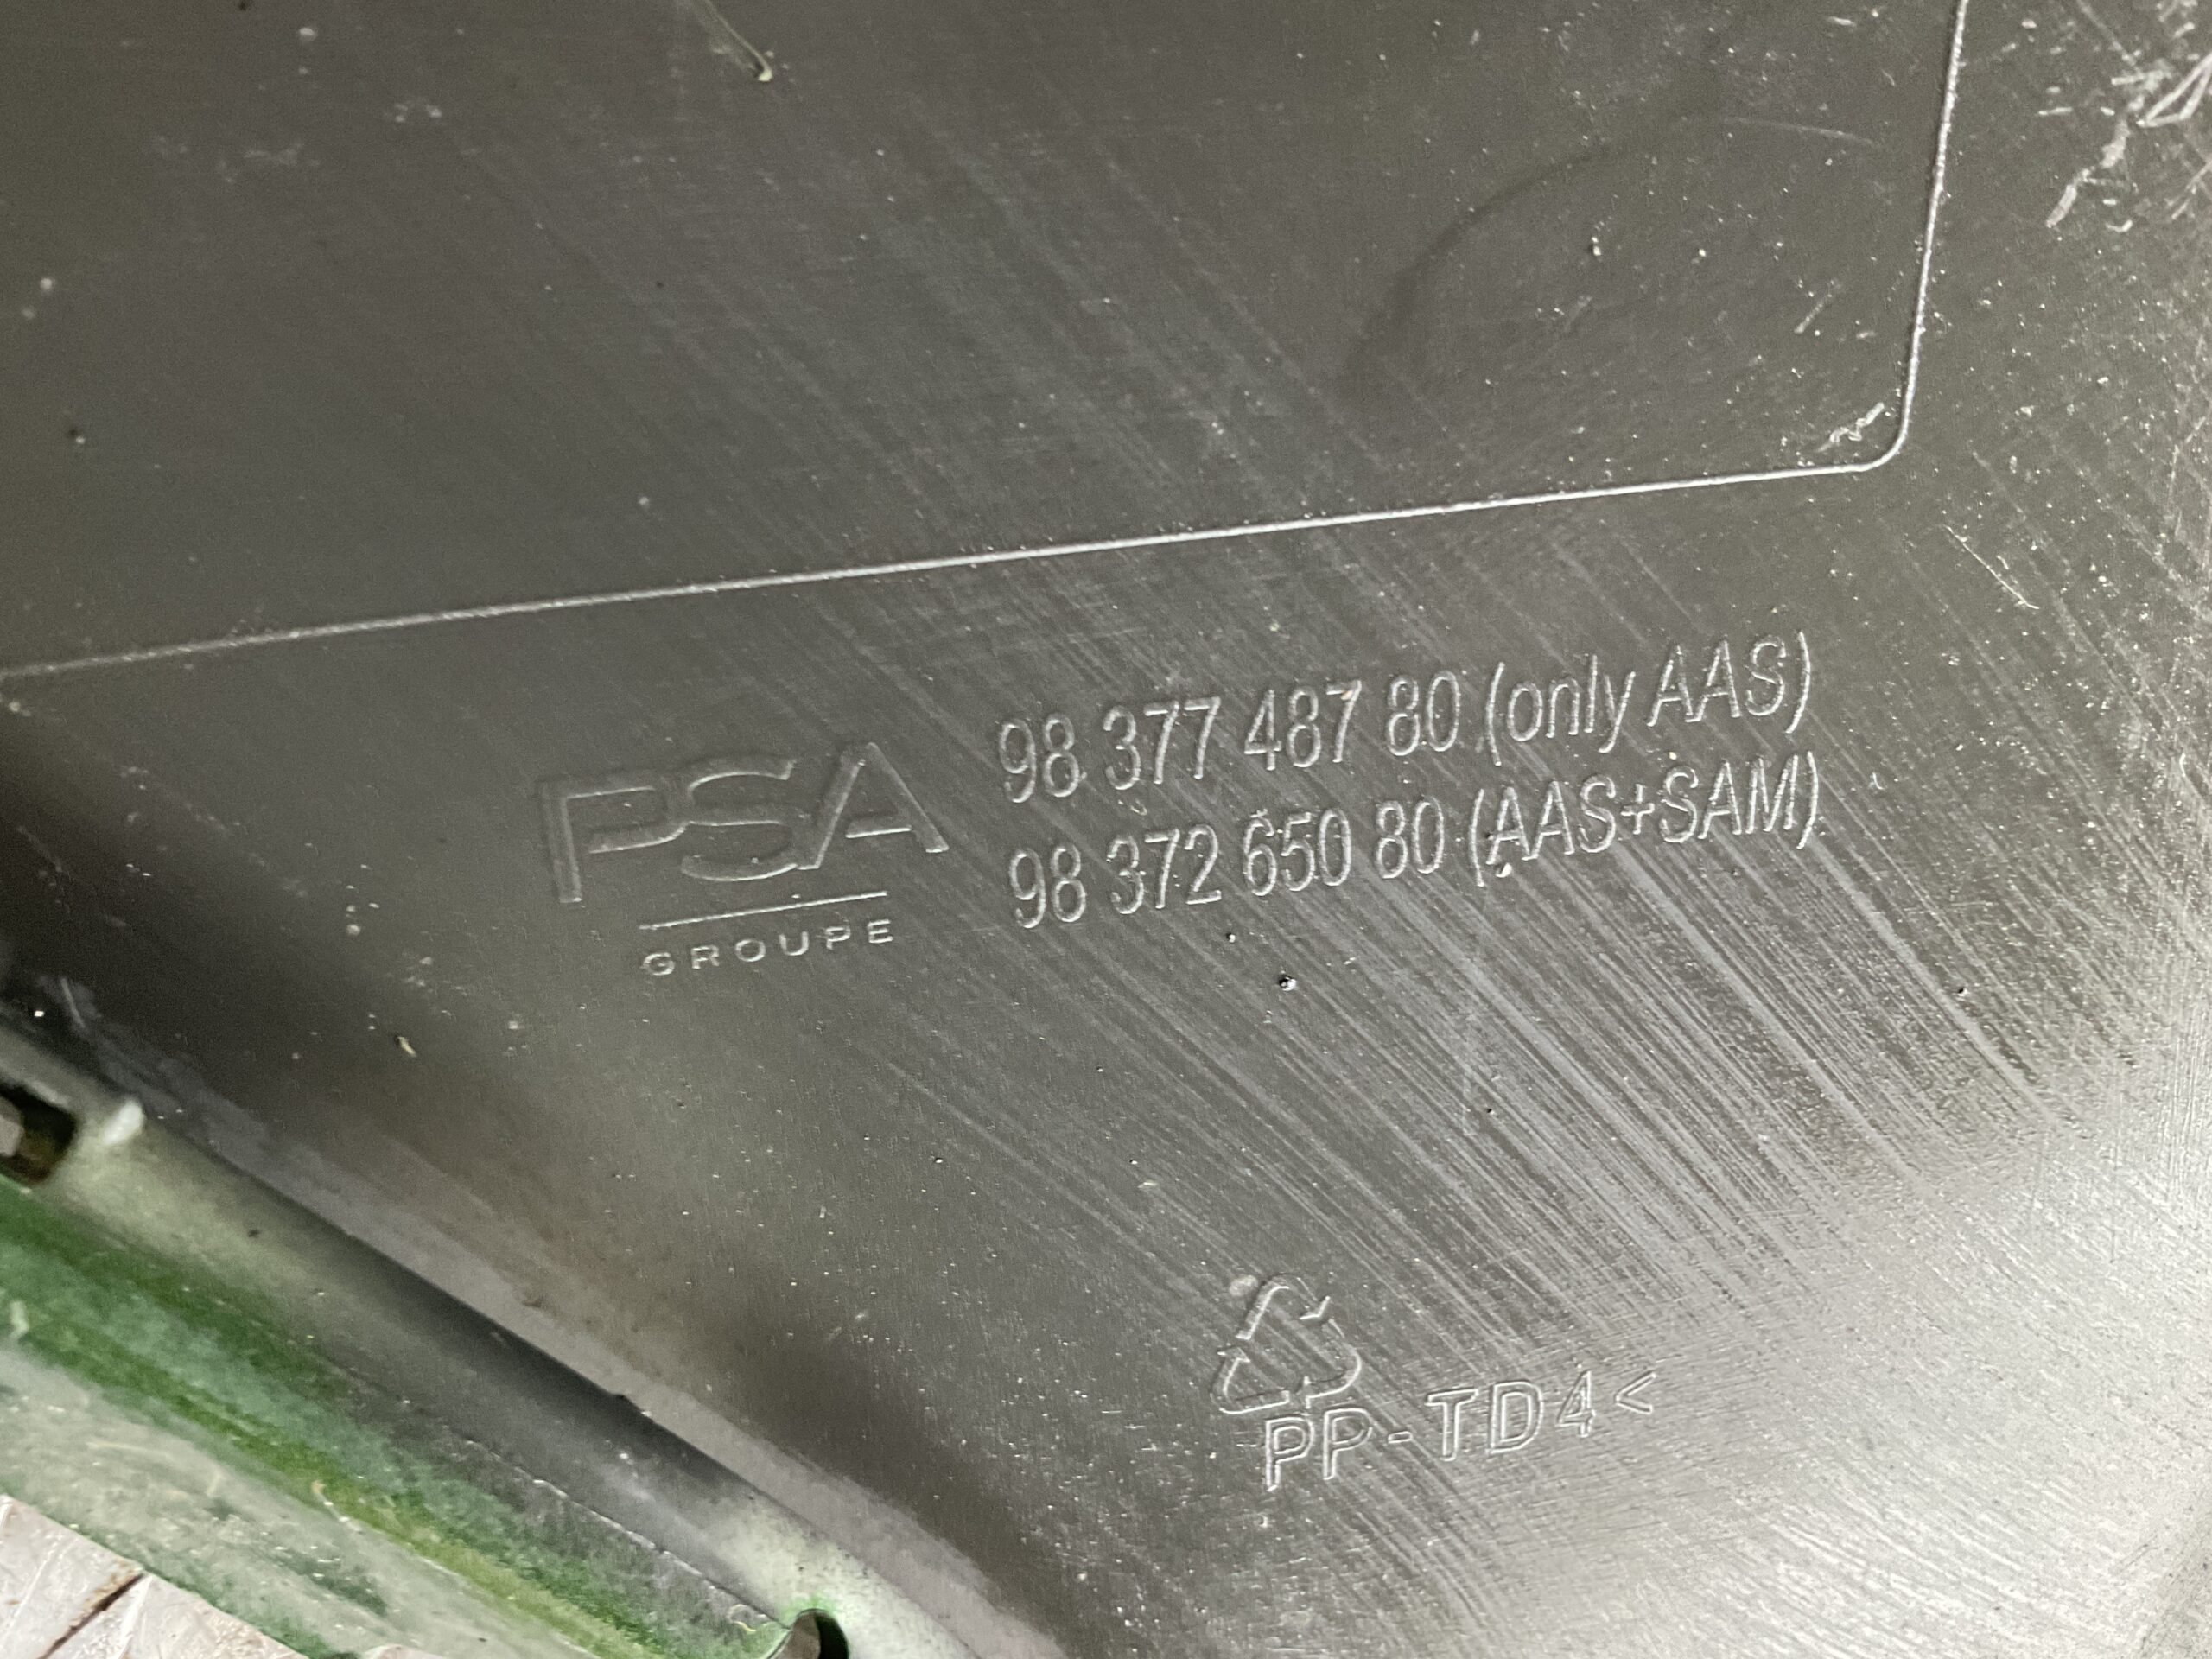 PSA
GROUPE
98 377 487 80 (only AAS)
98 372 650 80 (AAS+SAM)
PP-TD4<